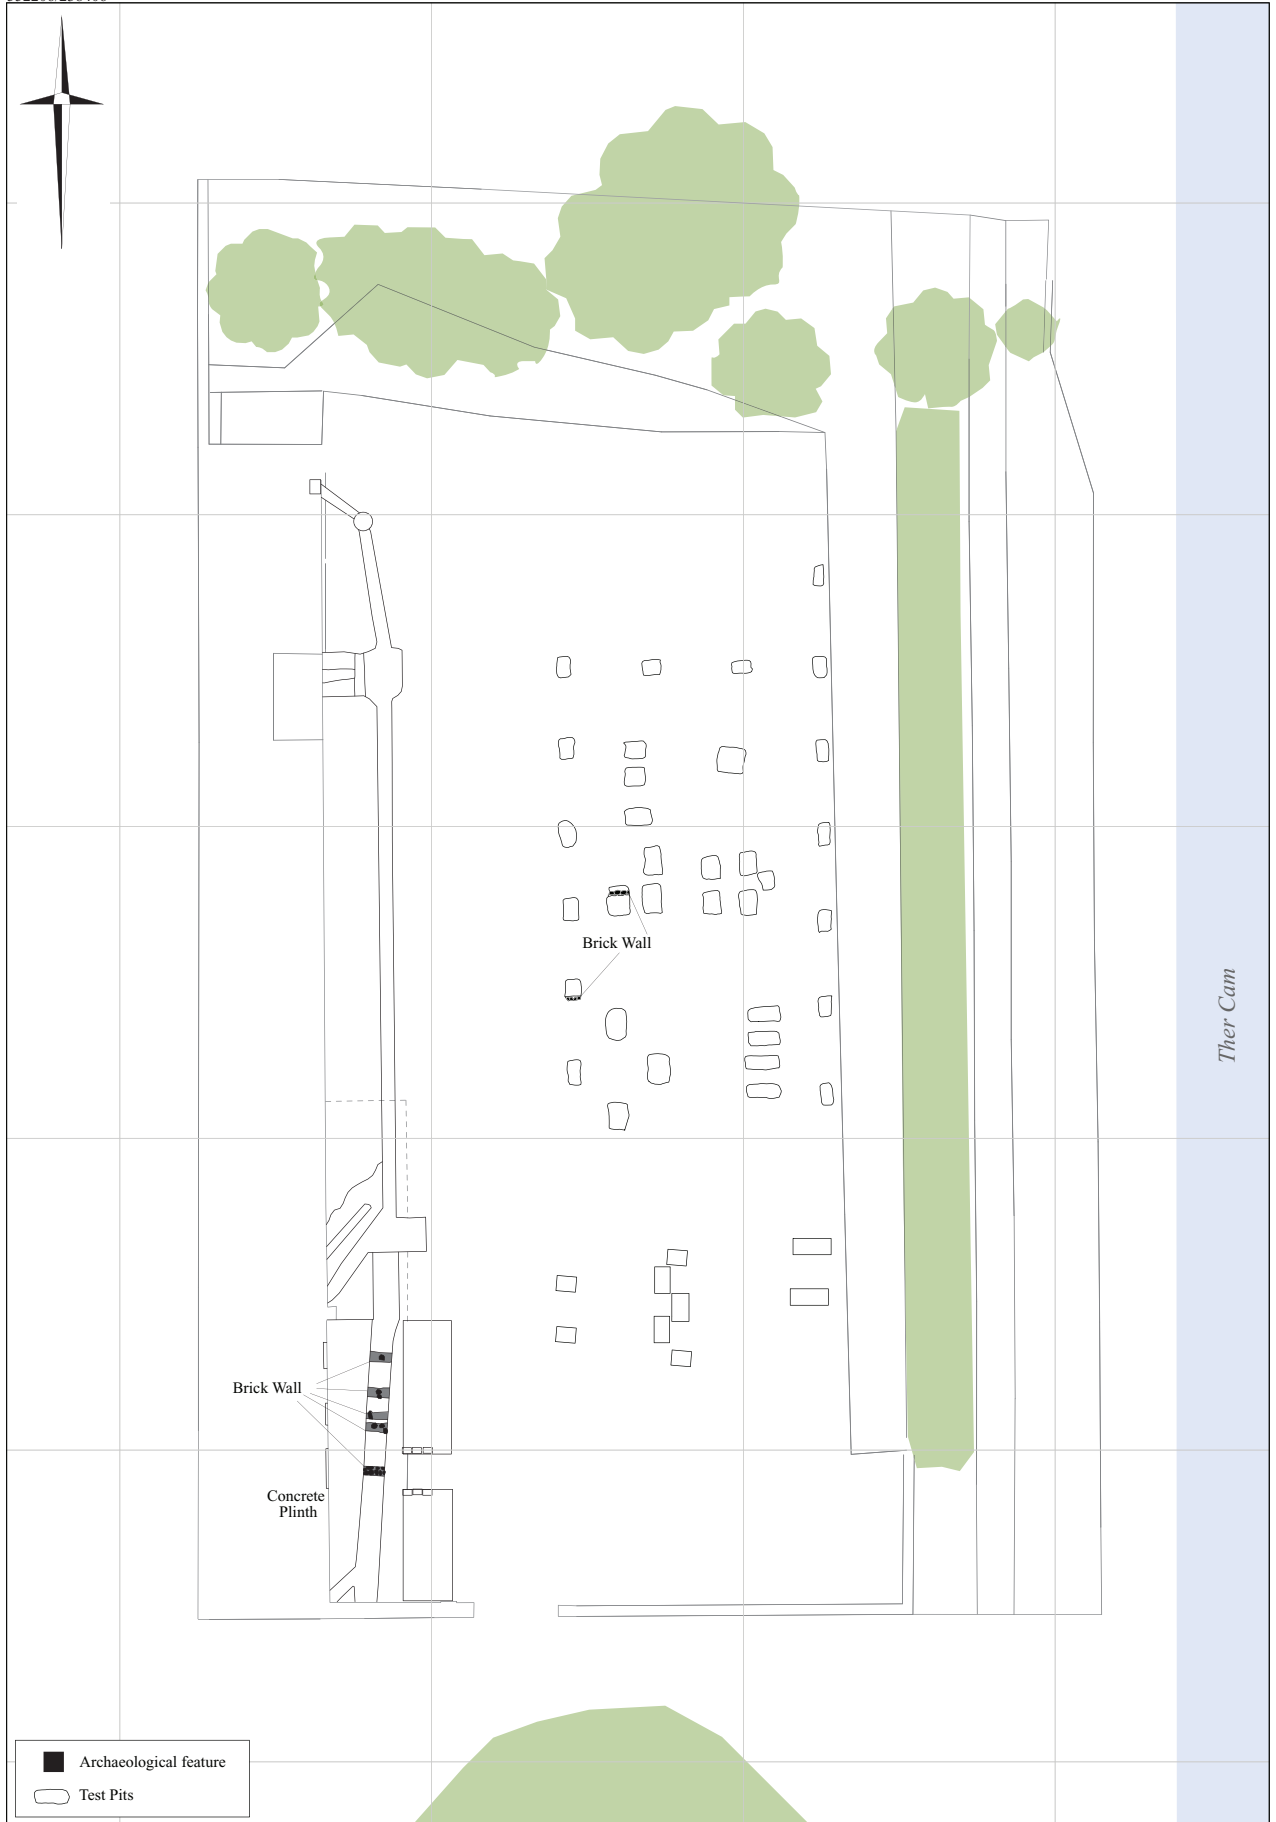 Brick Wall
Ther Cam
Brick Wall
Concrete
Plinth
Archaeological feature
Test Pits